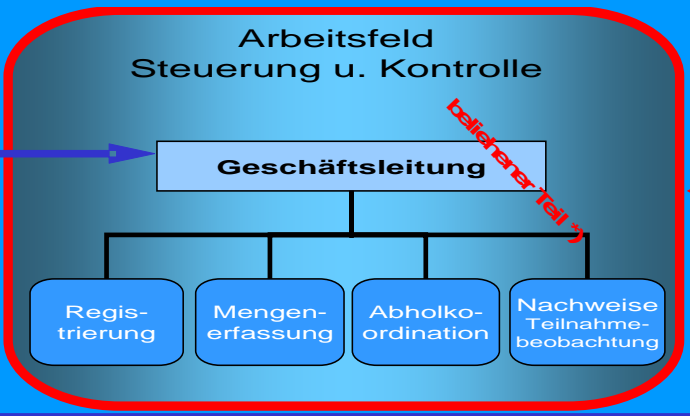 Arbeitsfeld
Steuerung u. Kontrolle
beliehener Teil *)
Geschäftsleitung
Regis-
trierung
Mengen-
erfassung
Abholko-
ordination
Nachweise
Teilnahme-
beobachtung